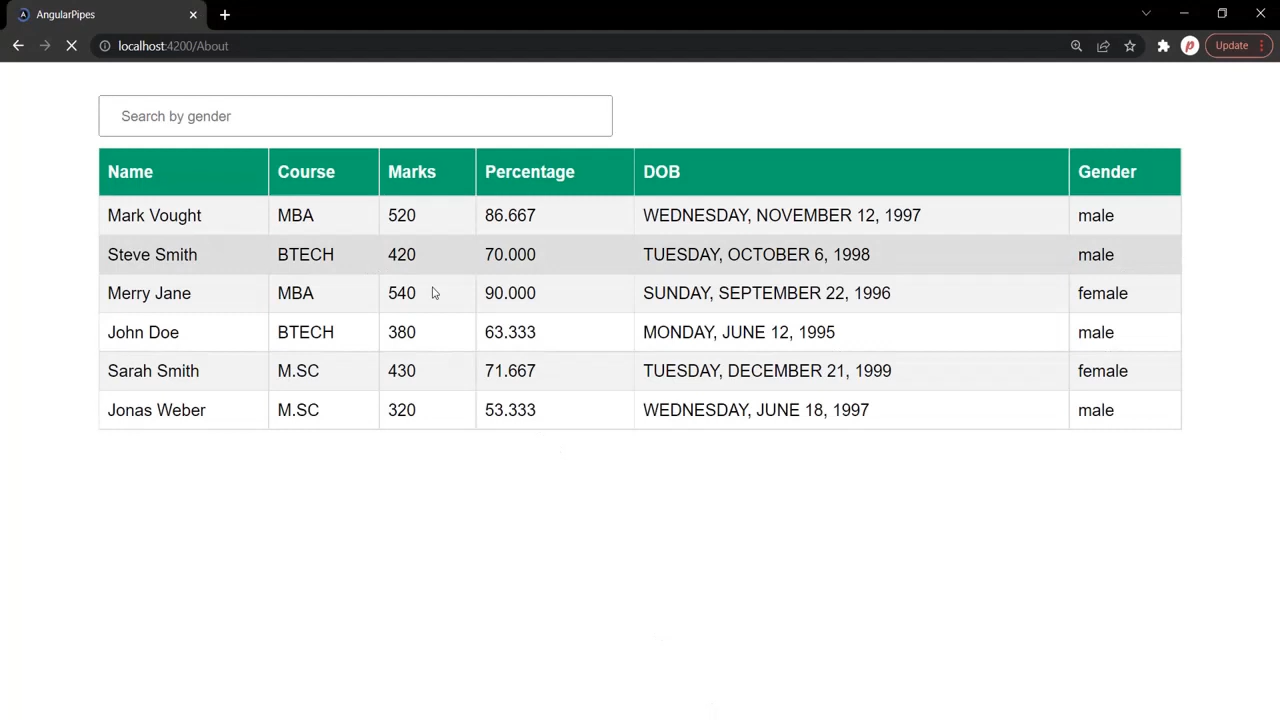 AngularPipes
localhost:4200/About
Update
Search by gender
Name Course Marks Percentage DOB Gender
Mark Vought MBA 520 86.667 WEDNESDAY, NOVEMBER 12, 1997 male
Steve Smith BTECH 420 70.000 TUESDAY, OCTOBER 6, 1998 male
Merry Jane MBA 540 90.000 SUNDAY, SEPTEMBER 22, 1996 female
John Doe BTECH 380 63.333 MONDAY, JUNE 12, 1995 male
Sarah Smith M.SC 430 71.667 TUESDAY, DECEMBER 21, 1999 female
Jonas Weber M.SC 320 53.333 WEDNESDAY, JUNE 18, 1997 male